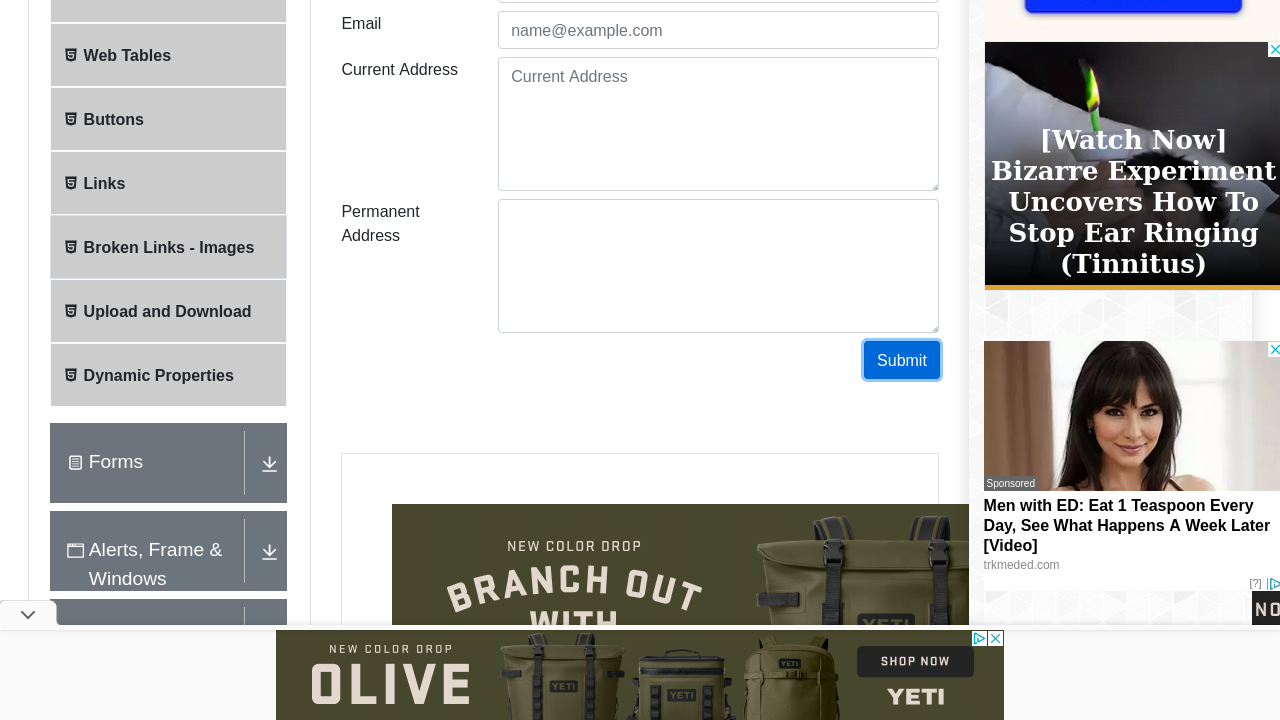 Email
name@example.com
Web Tables
Current Address
Current Address
Buttons
Links
Permanent
Address
Broken Links - Images
Upload and Download
Submit
Dynamic Properties
Forms
Alerts, Frame &
Windows
[Watch Now]
Bizarre Experiment
Uncovers How To
Stop Ear Ringing
(Tinnitus)
Sponsored
Men with ED: Eat 1 Teaspoon Every
Day, See What Happens A Week Later
[Video]
trkmeded.com
[?]
NEW COLOR DROP
BRANCH OUT
WITH
YETI
NO
NEW COLOR DROP
OLIVE
YETI
YETI
YETI
SHOP NOW
YETI